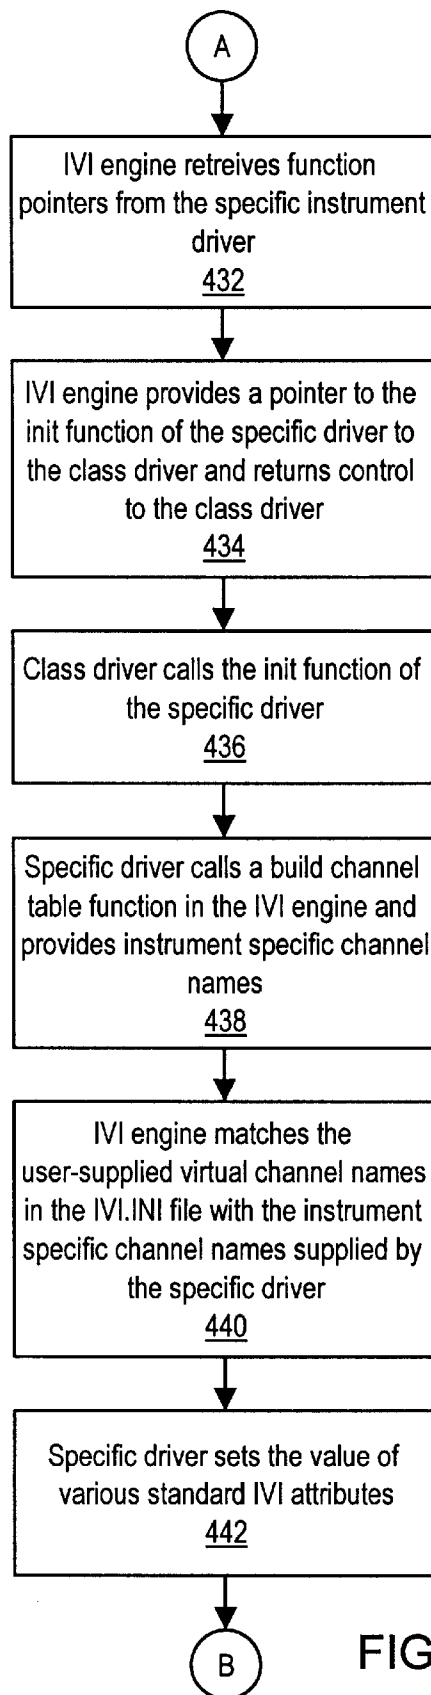 A
IVI engine retreives function
pointers from the specific instrument
driver
432
IVI engine provides a pointer to the
init function of the specific driver to
the class driver and returns control
to the class driver
434
Class driver calls the init function of
the specific driver
436
Specific driver calls a build channel
table function in the IVI engine and
provides instrument specific channel
names
438
IVI engine matches the
user-supplied virtual channel names
in the IVI.INI file with the instrument
specific channel names supplied by
the specific driver
440
Specific driver sets the value of
various standard IVI attributes
442
B
FIG